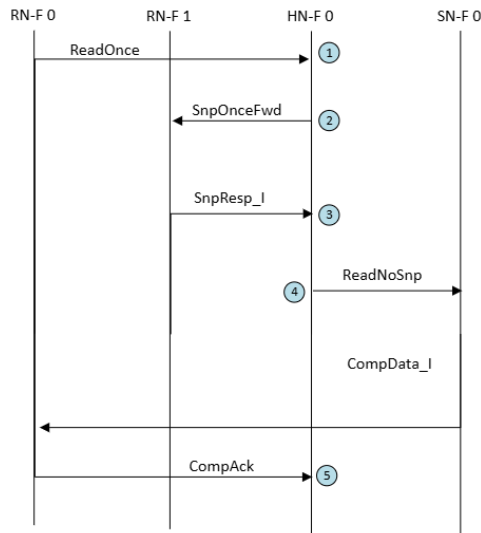 RN-F 0 RN-F 1 HN-F 0 SN-F 0
ReadOnce 1
SnpOnceFwd 2
SnpResp_I 3
4 ReadNoSnp
CompData_I
CompAck 5